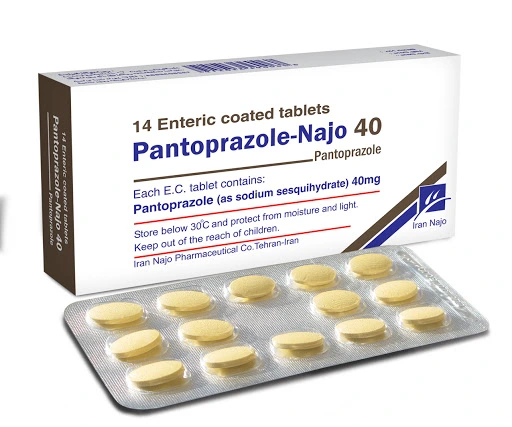 14 Enteric coated tablets
Pantoprazole-Najo 40
Pantoprazole
Each E.C. tablet contains:
Pantoprazole (as sodium sesquihydrate) 40mg
Store below 30°C and protect from moisture and light.
Keep out of the reach of children.
Iran Najo Pharmaceutical Co.Tehran-Iran
Iran Najo
14 Enteric coated tablets
Pantoprazole-Najo 40
Pantoprazole